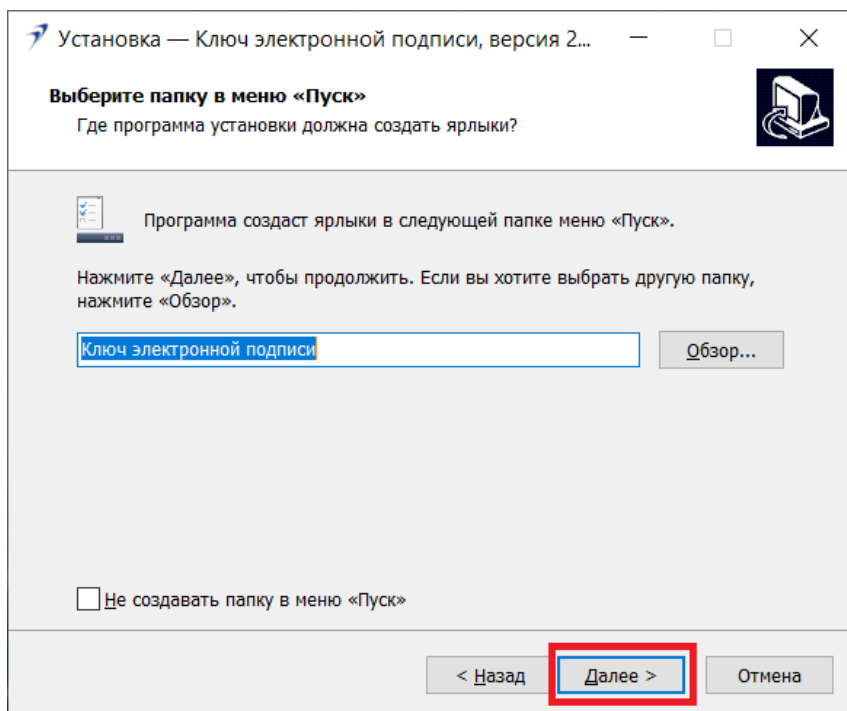 Установка — Ключ электронной подписи, версия 2...
Выберите папку в меню «Пуск»
Где программа установки должна создать ярлыки?
Программа создаст ярлыки в следующей папке меню «Пуск».
Нажмите «Далее», чтобы продолжить. Если вы хотите выбрать другую папку,
нажмите «Обзор».
Ключ электронной подписи
Обзор...
Не создавать папку в меню «Пуск»
< Назад
Далее >
Отмена